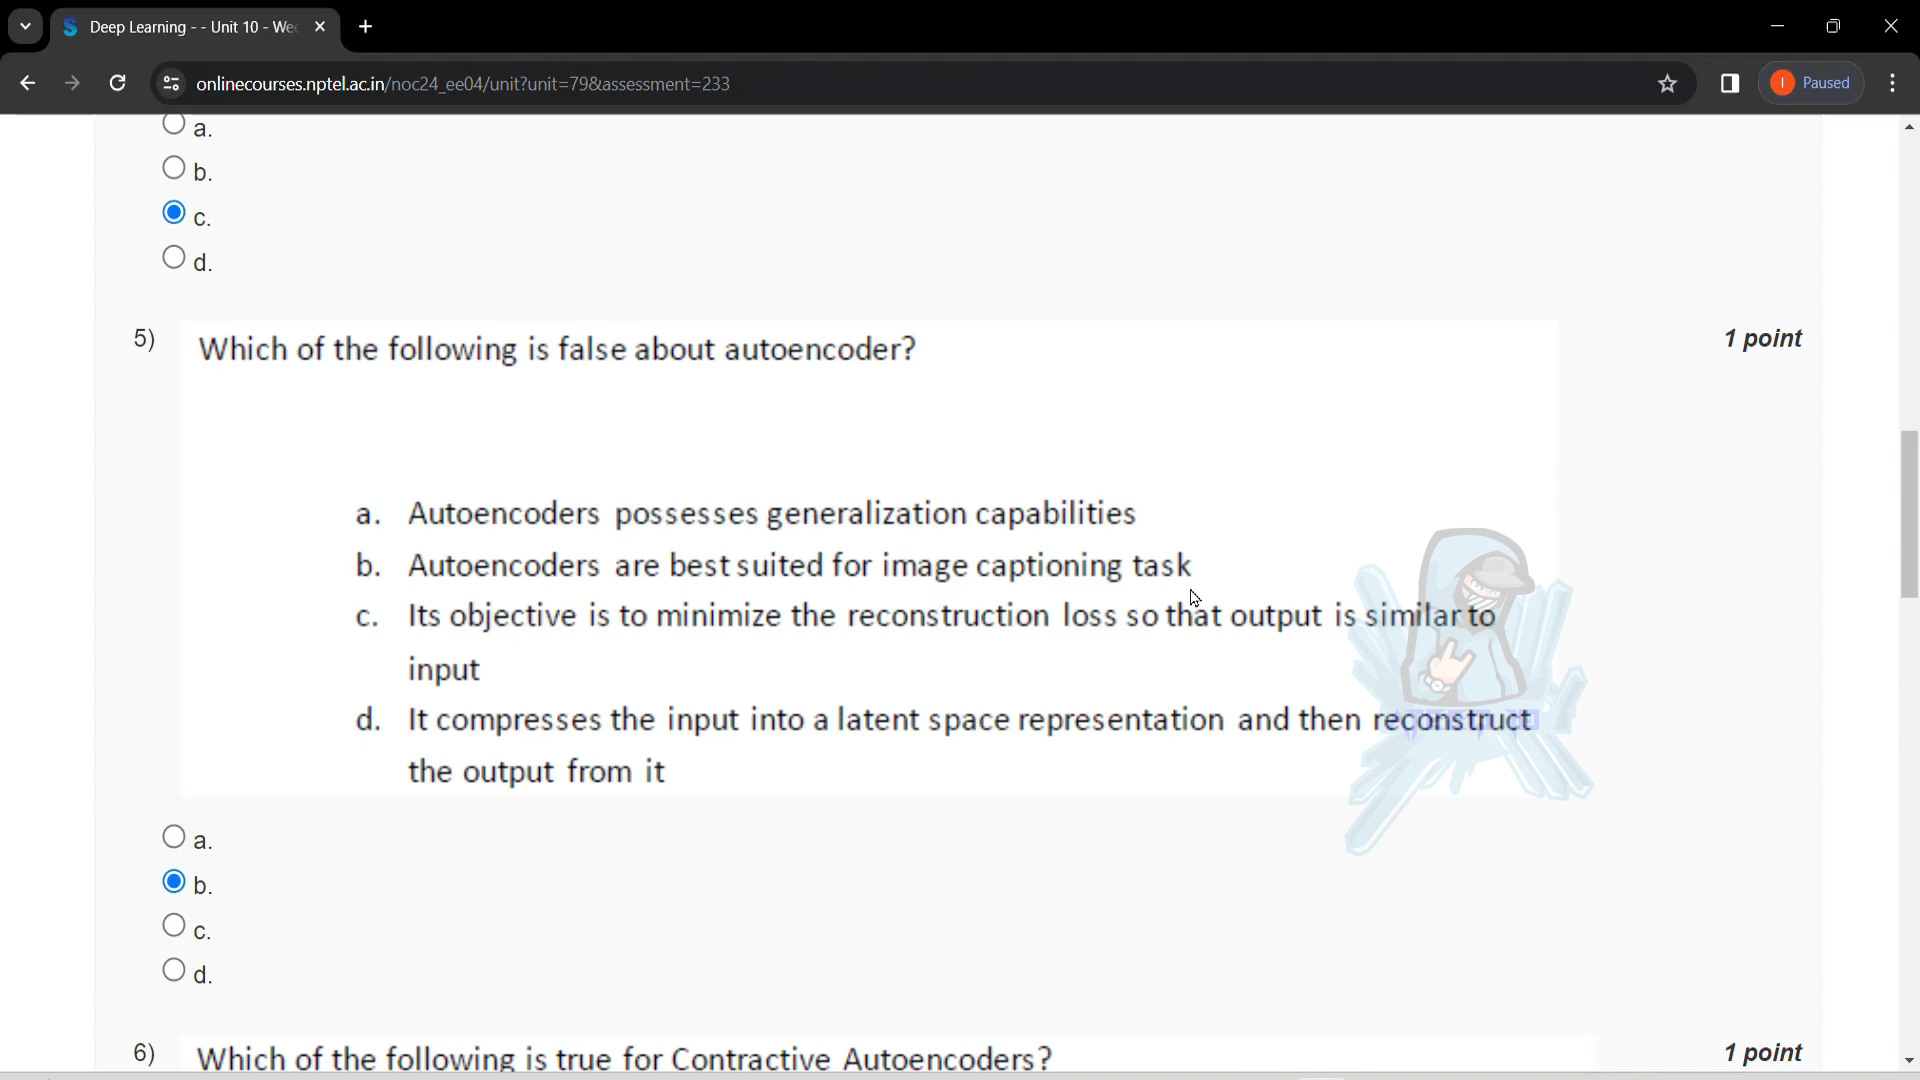 Deep Learning - - Unit 10 - We
onlinecourses.nptel.ac.in/noc24_ee04/unit?unit=79&assessment=233
I Paused
a.
b.
c.
d.
5) Which of the following is false about autoencoder? 1 point
a. Autoencoders possesses generalization capabilities
b. Autoencoders are best suited for image captioning task
c. Its objective is to minimize the reconstruction loss so that output is similar to
input
d. It compresses the input into a latent space representation and then reconstruct
the output from it
a.
b.
c.
d.
6) Which of the following is true for Contractive Autoencoders? 1 point